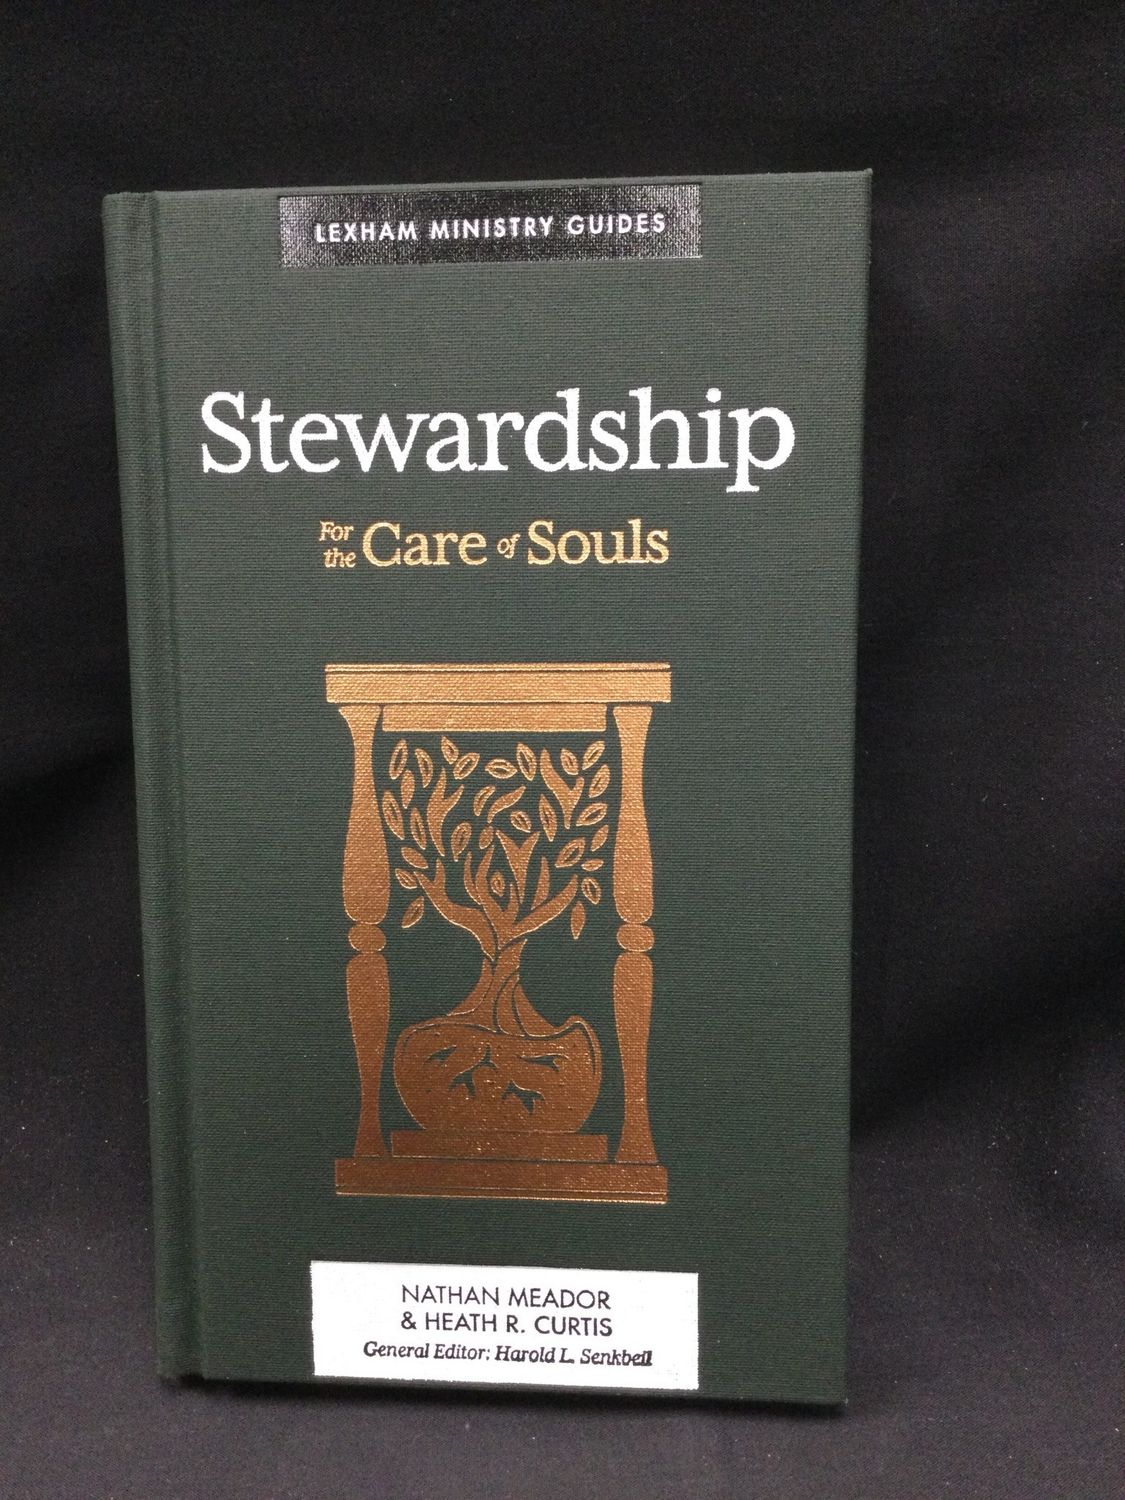 LEXHAM MINISTRY GUIDES
Stewardship
For the Care of Souls
NATHAN MEADOR
& HEATH R. CURTIS
General Editor: Harold L. Senkbeil